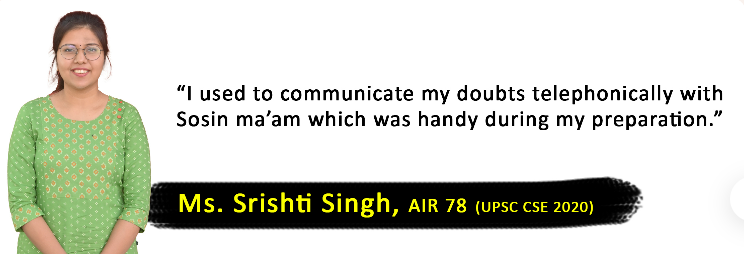 “I used to communicate my doubts telephonically with
Sosin ma’am which was handy during my preparation.”
Ms. Srishti Singh, AIR 78 (UPSC CSE 2020)